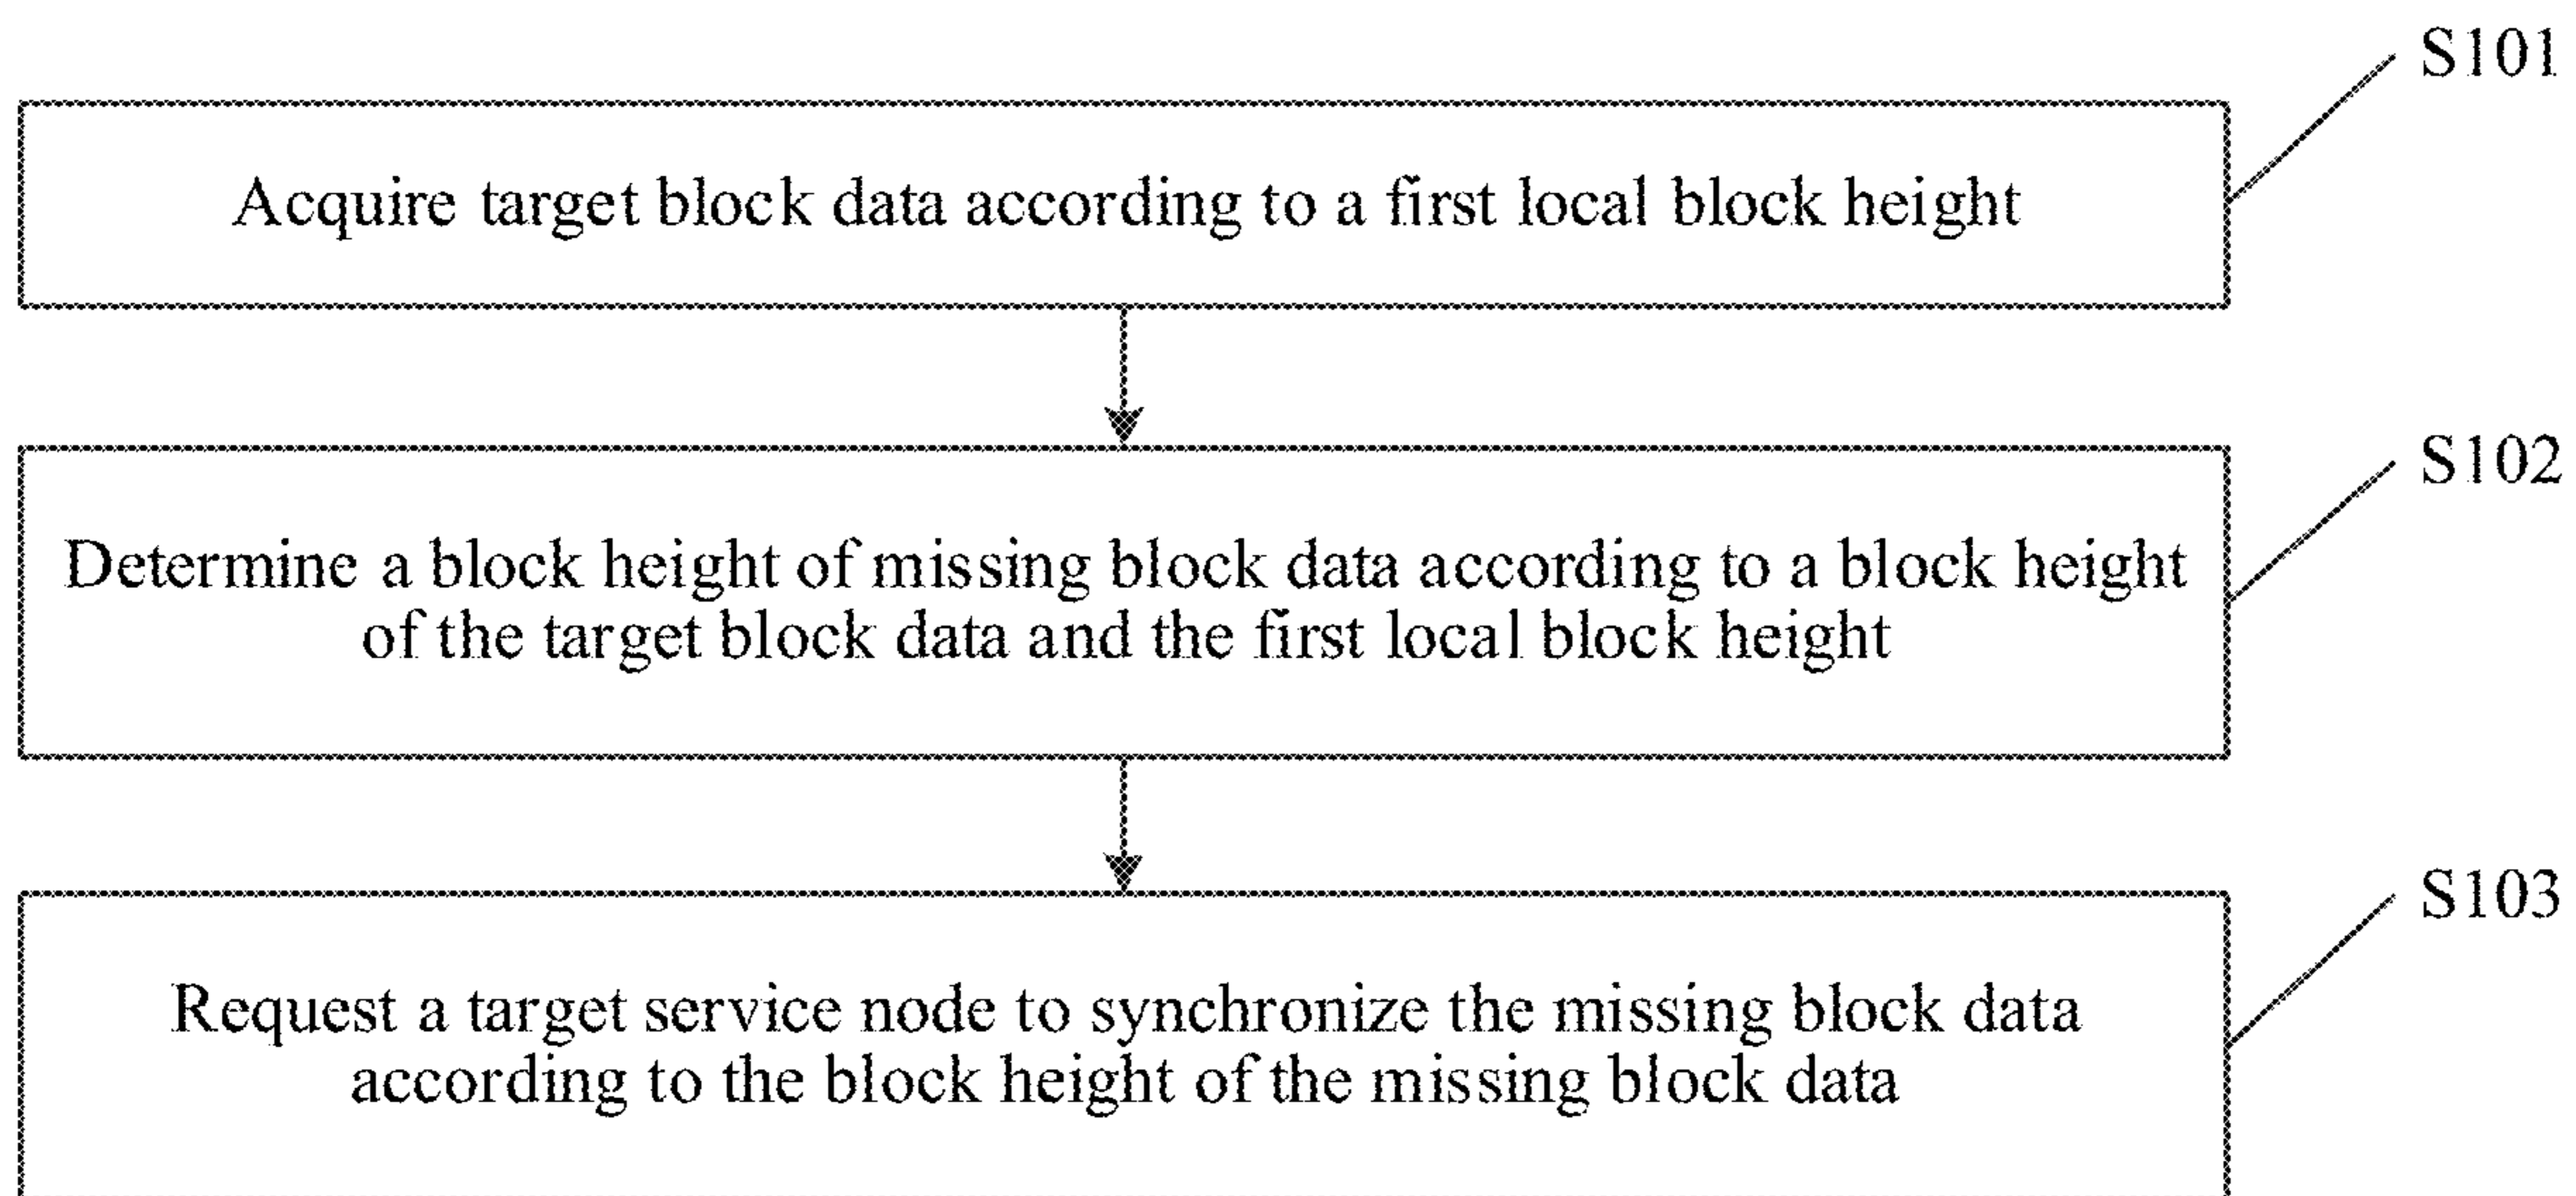 S101
Acquire target block data according to a first local block height
S102
Determine a block height of missing block data according to a block height
of the target block data and the first local block height
S103
Request a target service node to synchronize the missing block data
according to the block height of the missing block data